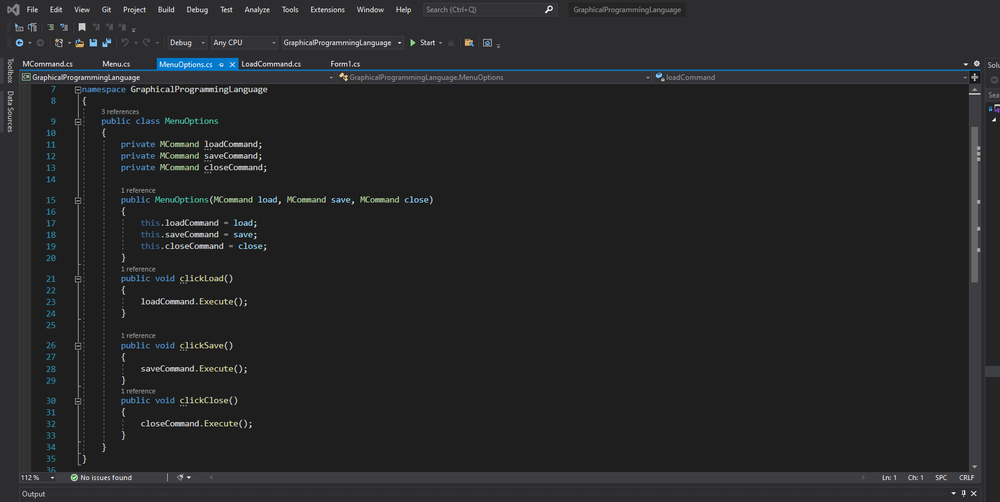 File Edit View Git Project Build Debug Test Analyze Tools Extensions Window Help Search (Ctrl+Q) GraphicalProgrammingLanguage
Debug Any CPU GraphicalProgrammingLanguage Start
Toolbox
Data Sources
MCommand.cs Menu.cs MenuOptions.cs LoadCommand.cs Form1.cs
Solu
C# GraphicalProgrammingLanguage GraphicalProgrammingLanguage.MenuOptions loadCommand
Sea
7 namespace GraphicalProgrammingLanguage
8 {
3 references
9 public class MenuOptions
10 {
11 private MCommand loadCommand;
12 private MCommand saveCommand;
13 private MCommand closeCommand;
14
1 reference
15 public MenuOptions(MCommand load, MCommand save, MCommand close)
16 {
17 this.loadCommand = load;
18 this.saveCommand = save;
19 this.closeCommand = close;
20 }
1 reference
21 public void clickLoad()
22 {
23 loadCommand.Execute();
24 }
25
1 reference
26 public void clickSave()
27 {
28 saveCommand.Execute();
29 }
1 reference
30 public void clickClose()
31 {
32 closeCommand.Execute();
33 }
34 }
35 }
36
112 % No issues found Ln: 1 Ch: 1 SPC CRLF
Output